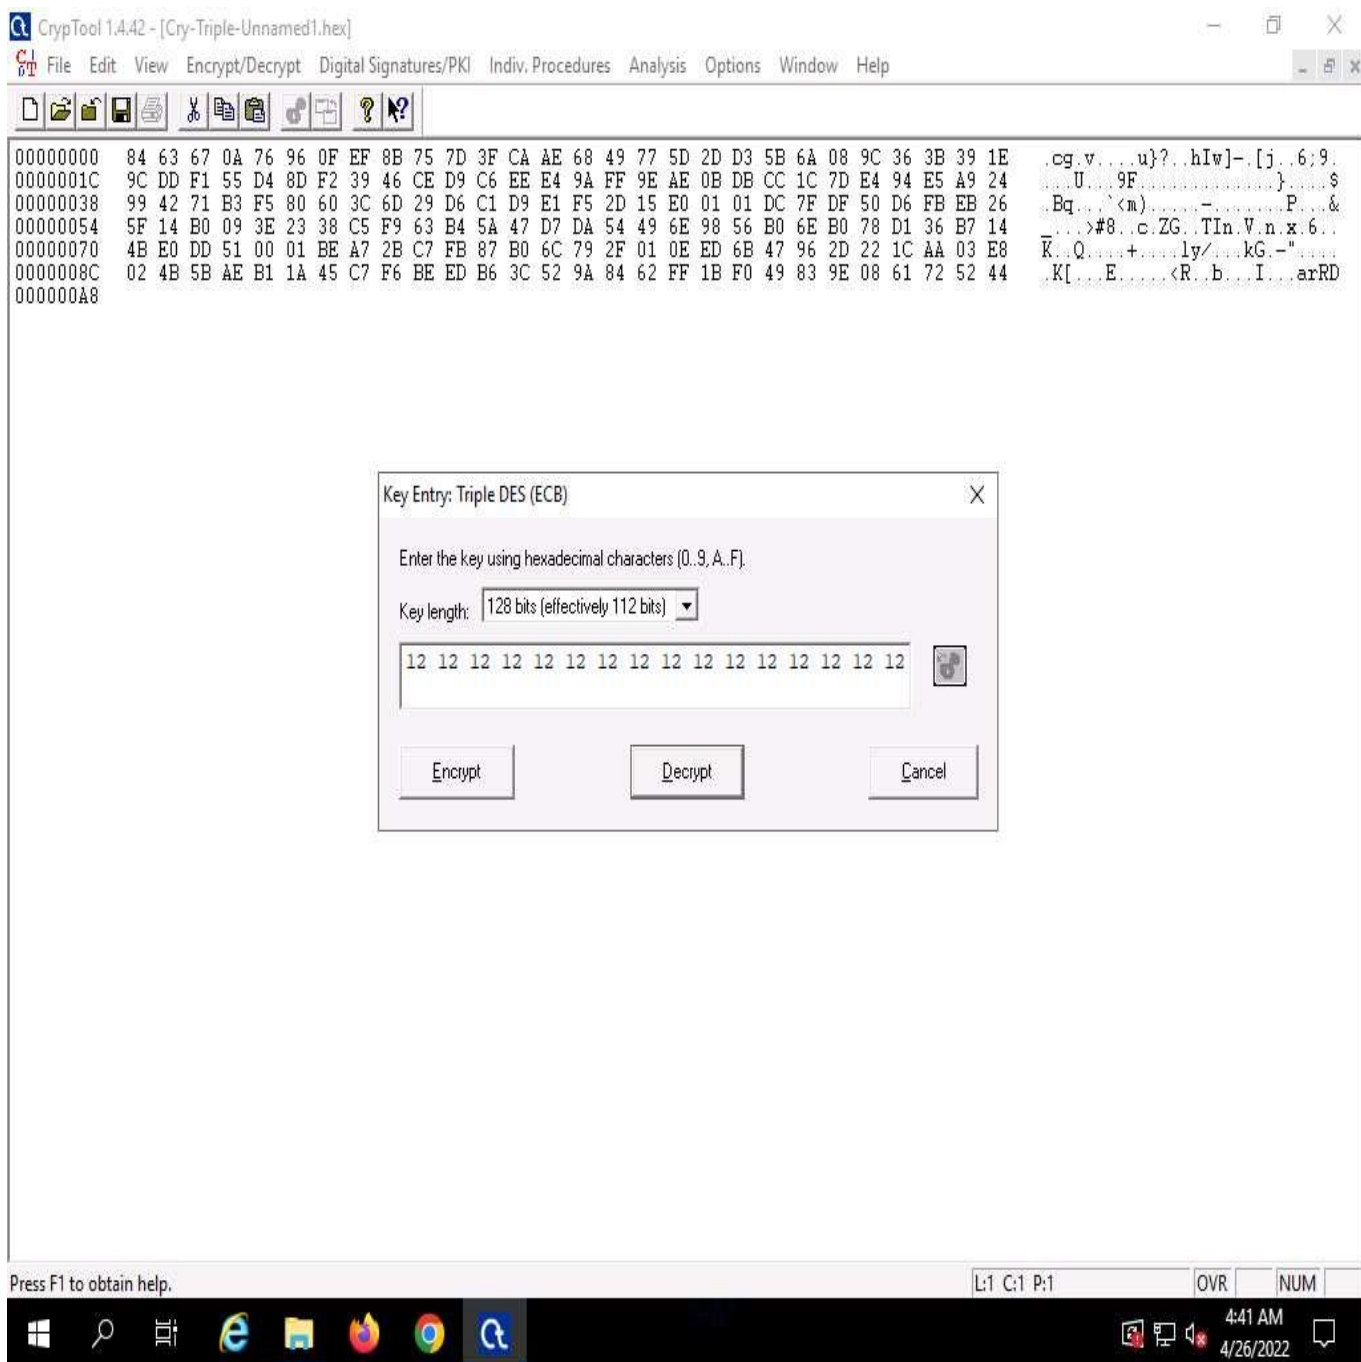 CrypTool 1.4.42 - [Cry-Triple-Unnamed1.hex]
File Edit View Encrypt/Decrypt Digital Signatures/PKI Indiv. Procedures Analysis Options Window Help
00000000 84 63 67 0A 76 96 0F EF 8B 75 7D 3F CA AE 68 49 77 5D 2D D3 5B 6A 08 9C 36 3B 39 1E .cg.v....u}?..hIw]-.[j..6;9.
0000001C 9C DD F1 55 D4 8D F2 39 46 CE D9 C6 EE E4 9A FF 9E AE 0B DB CC 1C 7D E4 94 E5 A9 24 ...U...9F.............}....$
00000038 99 42 71 B3 F5 80 60 3C 6D 29 D6 C1 D9 E1 F5 2D 15 E0 01 01 DC 7F DF 50 D6 FB EB 26 .Bq...`<m).....-.......P...&
00000054 5F 14 B0 09 3E 23 38 C5 F9 63 B4 5A 47 D7 DA 54 49 6E 98 56 B0 6E B0 78 D1 36 B7 14 _...>#8..c.ZG..TIn.V.n.x.6..
00000070 4B E0 DD 51 00 01 BE A7 2B C7 FB 87 B0 6C 79 2F 01 0E ED 6B 47 96 2D 22 1C AA 03 E8 K..Q....+....ly/...kG.-"....
0000008C 02 4B 5B AE B1 1A 45 C7 F6 BE ED B6 3C 52 9A 84 62 FF 1B F0 49 83 9E 08 61 72 52 44 .K[...E.....<R..b...I...arRD
000000A8
Key Entry: Triple DES (ECB)
Enter the key using hexadecimal characters (0..9, A..F).
Key length: 128 bits (effectively 112 bits)
12 12 12 12 12 12 12 12 12 12 12 12 12 12 12 12
Encrypt Decrypt Cancel
Press F1 to obtain help. L:1 C:1 P:1 OVR NUM
4:41 AM
4/26/2022